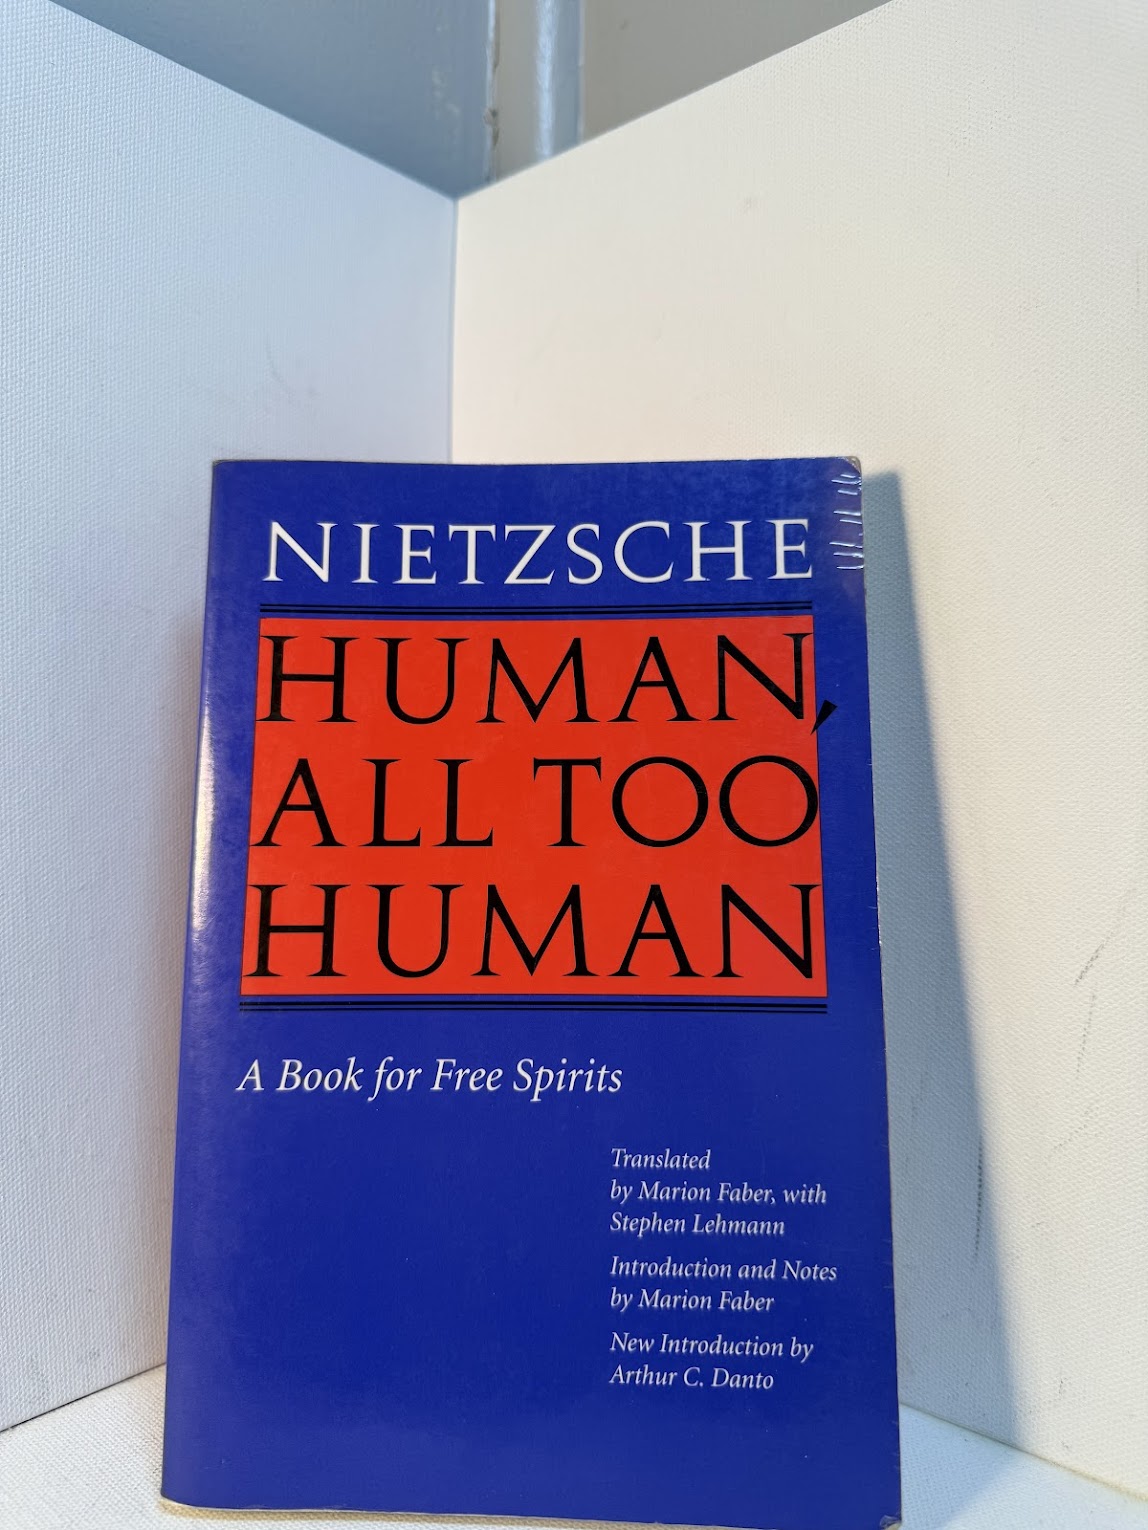 NIETZSCHE
HUMAN,
ALL TOO
HUMAN
A Book for Free Spirits
Translated
by Marion Faber, with
Stephen Lehmann
Introduction and Notes
by Marion Faber
New Introduction by
Arthur C. Danto